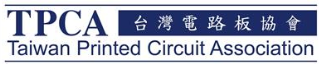 TPCA 台灣電路板協會
Taiwan Printed Circuit Association